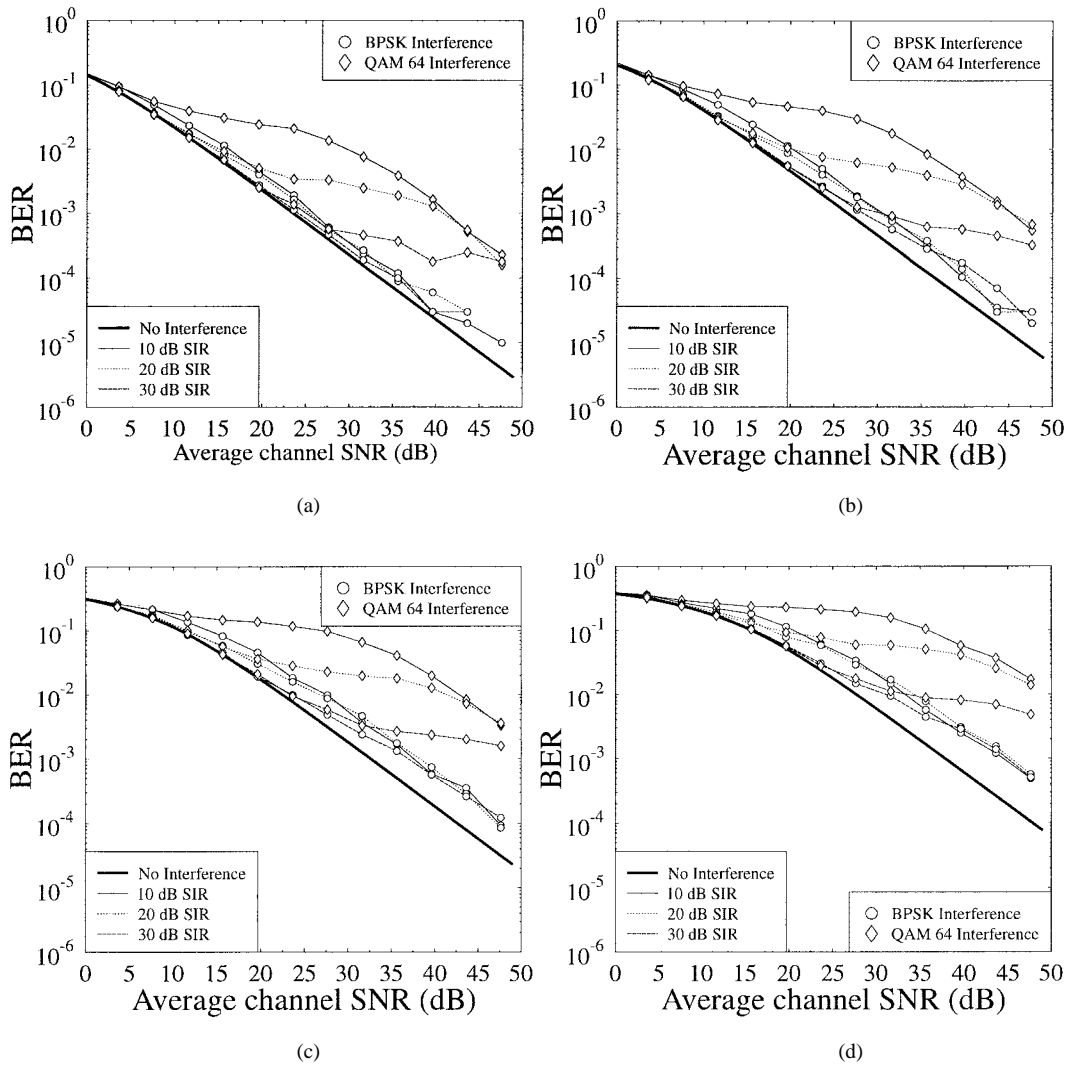 10^0
10^-1
10^-2
10^-3
10^-4
10^-5
10^-6
BER
BPSK Interference
QAM 64 Interference
No Interference
10 dB SIR
20 dB SIR
30 dB SIR
0 5 10 15 20 25 30 35 40 45 50
Average channel SNR (dB)
(a)
10^0
10^-1
10^-2
10^-3
10^-4
10^-5
10^-6
BER
BPSK Interference
QAM 64 Interference
No Interference
10 dB SIR
20 dB SIR
30 dB SIR
0 5 10 15 20 25 30 35 40 45 50
Average channel SNR (dB)
(b)
10^0
10^-1
10^-2
10^-3
10^-4
10^-5
10^-6
BER
BPSK Interference
QAM 64 Interference
No Interference
10 dB SIR
20 dB SIR
30 dB SIR
0 5 10 15 20 25 30 35 40 45 50
Average channel SNR (dB)
(c)
10^0
10^-1
10^-2
10^-3
10^-4
10^-5
10^-6
BER
No Interference
10 dB SIR
20 dB SIR
30 dB SIR
BPSK Interference
QAM 64 Interference
0 5 10 15 20 25 30 35 40 45 50
Average channel SNR (dB)
(d)